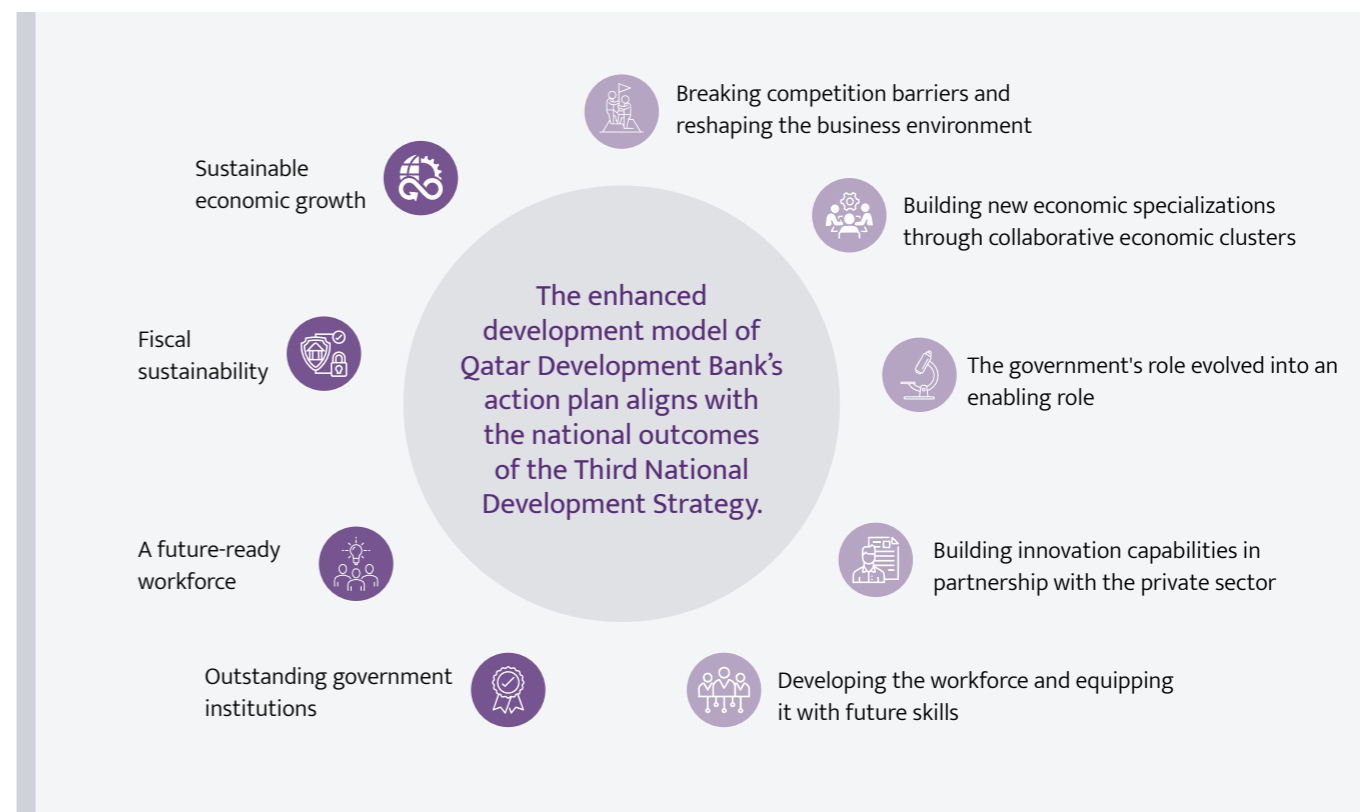 Breaking competition barriers and
reshaping the business environment
Sustainable
economic growth
Building new economic specializations
through collaborative economic clusters
The enhanced
development model of
Qatar Development Bank’s
action plan aligns with
the national outcomes
of the Third National
Development Strategy.
Fiscal
sustainability
The government's role evolved into an
enabling role
A future-ready
workforce
Building innovation capabilities in
partnership with the private sector
Outstanding government
institutions
Developing the workforce and equipping
it with future skills